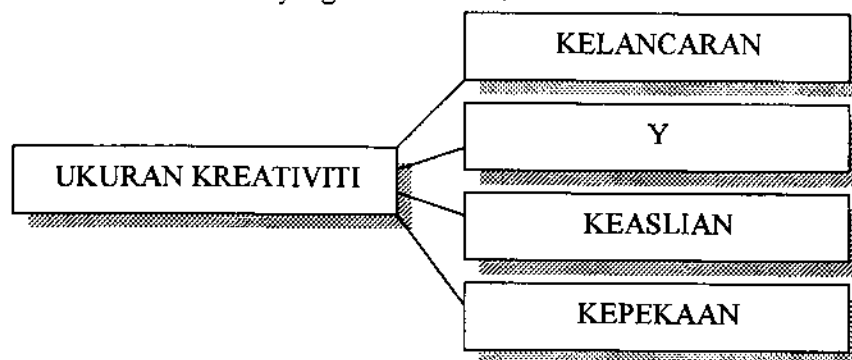 KELANCARAN
Y
UKURAN KREATIVITI
KEASLIAN
KEPEKAAN